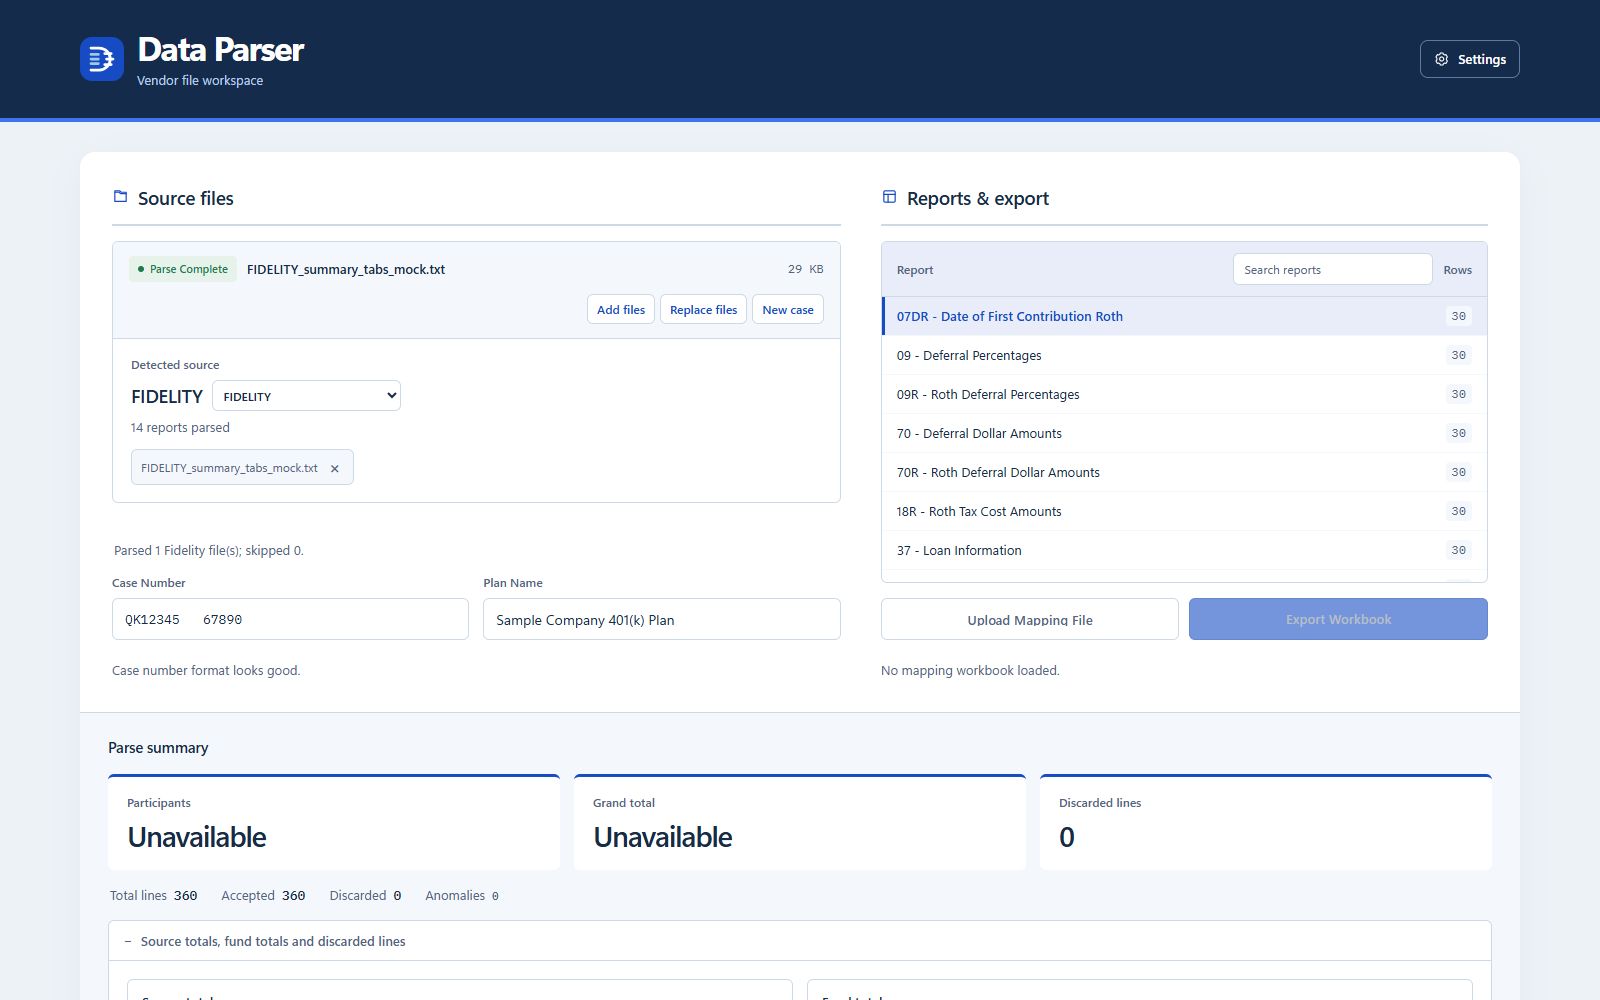 Data Parser
Vendor file workspace
Settings
Source files
Parse Complete
FIDELITY_summary_tabs_mock.txt
29 KB
Add files
Replace files
New case
Detected source
FIDELITY
FIDELITY
14 reports parsed
FIDELITY_summary_tabs_mock.txt ×
Parsed 1 Fidelity file(s); skipped 0.
Case Number
QK12345 67890
Case number format looks good.
Plan Name
Sample Company 401(k) Plan
Reports & export
Report
Search reports
Rows
07DR - Date of First Contribution Roth 30
09 - Deferral Percentages 30
09R - Roth Deferral Percentages 30
70 - Deferral Dollar Amounts 30
70R - Roth Deferral Dollar Amounts 30
18R - Roth Tax Cost Amounts 30
37 - Loan Information 30
Upload Mapping File
Export Workbook
No mapping workbook loaded.
Parse summary
Participants
Unavailable
Grand total
Unavailable
Discarded lines
0
Total lines 360 Accepted 360 Discarded 0 Anomalies 0
− Source totals, fund totals and discarded lines